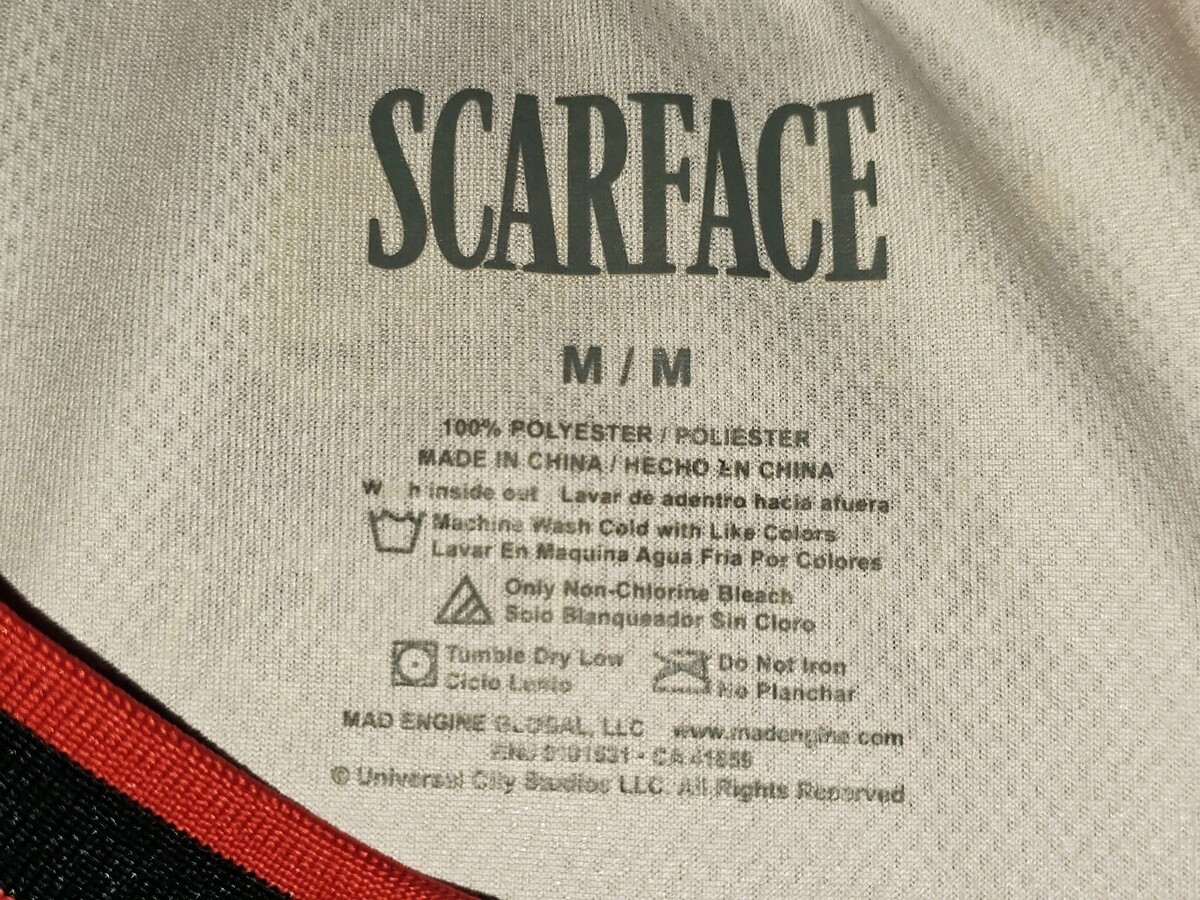 SCARFACE
M / M
100% POLYESTER / POLIESTER
MADE IN CHINA / HECHO EN CHINA
inside out Lavar de adentro hacia afuera
Machine Wash Cold with Like Colors
Lavar En Maquina Agua Fria Por Colores
Only Non-Chlorine Bleach
Solo Blanqueador Sin Cloro
Tumble Dry Low
Ciclo Lento
Do Not Iron
No Planchar
MAD ENGINE GLOBAL, LLC www.madengine.com
CA 41859
© Universal City Studios LLC. All Rights Reserved